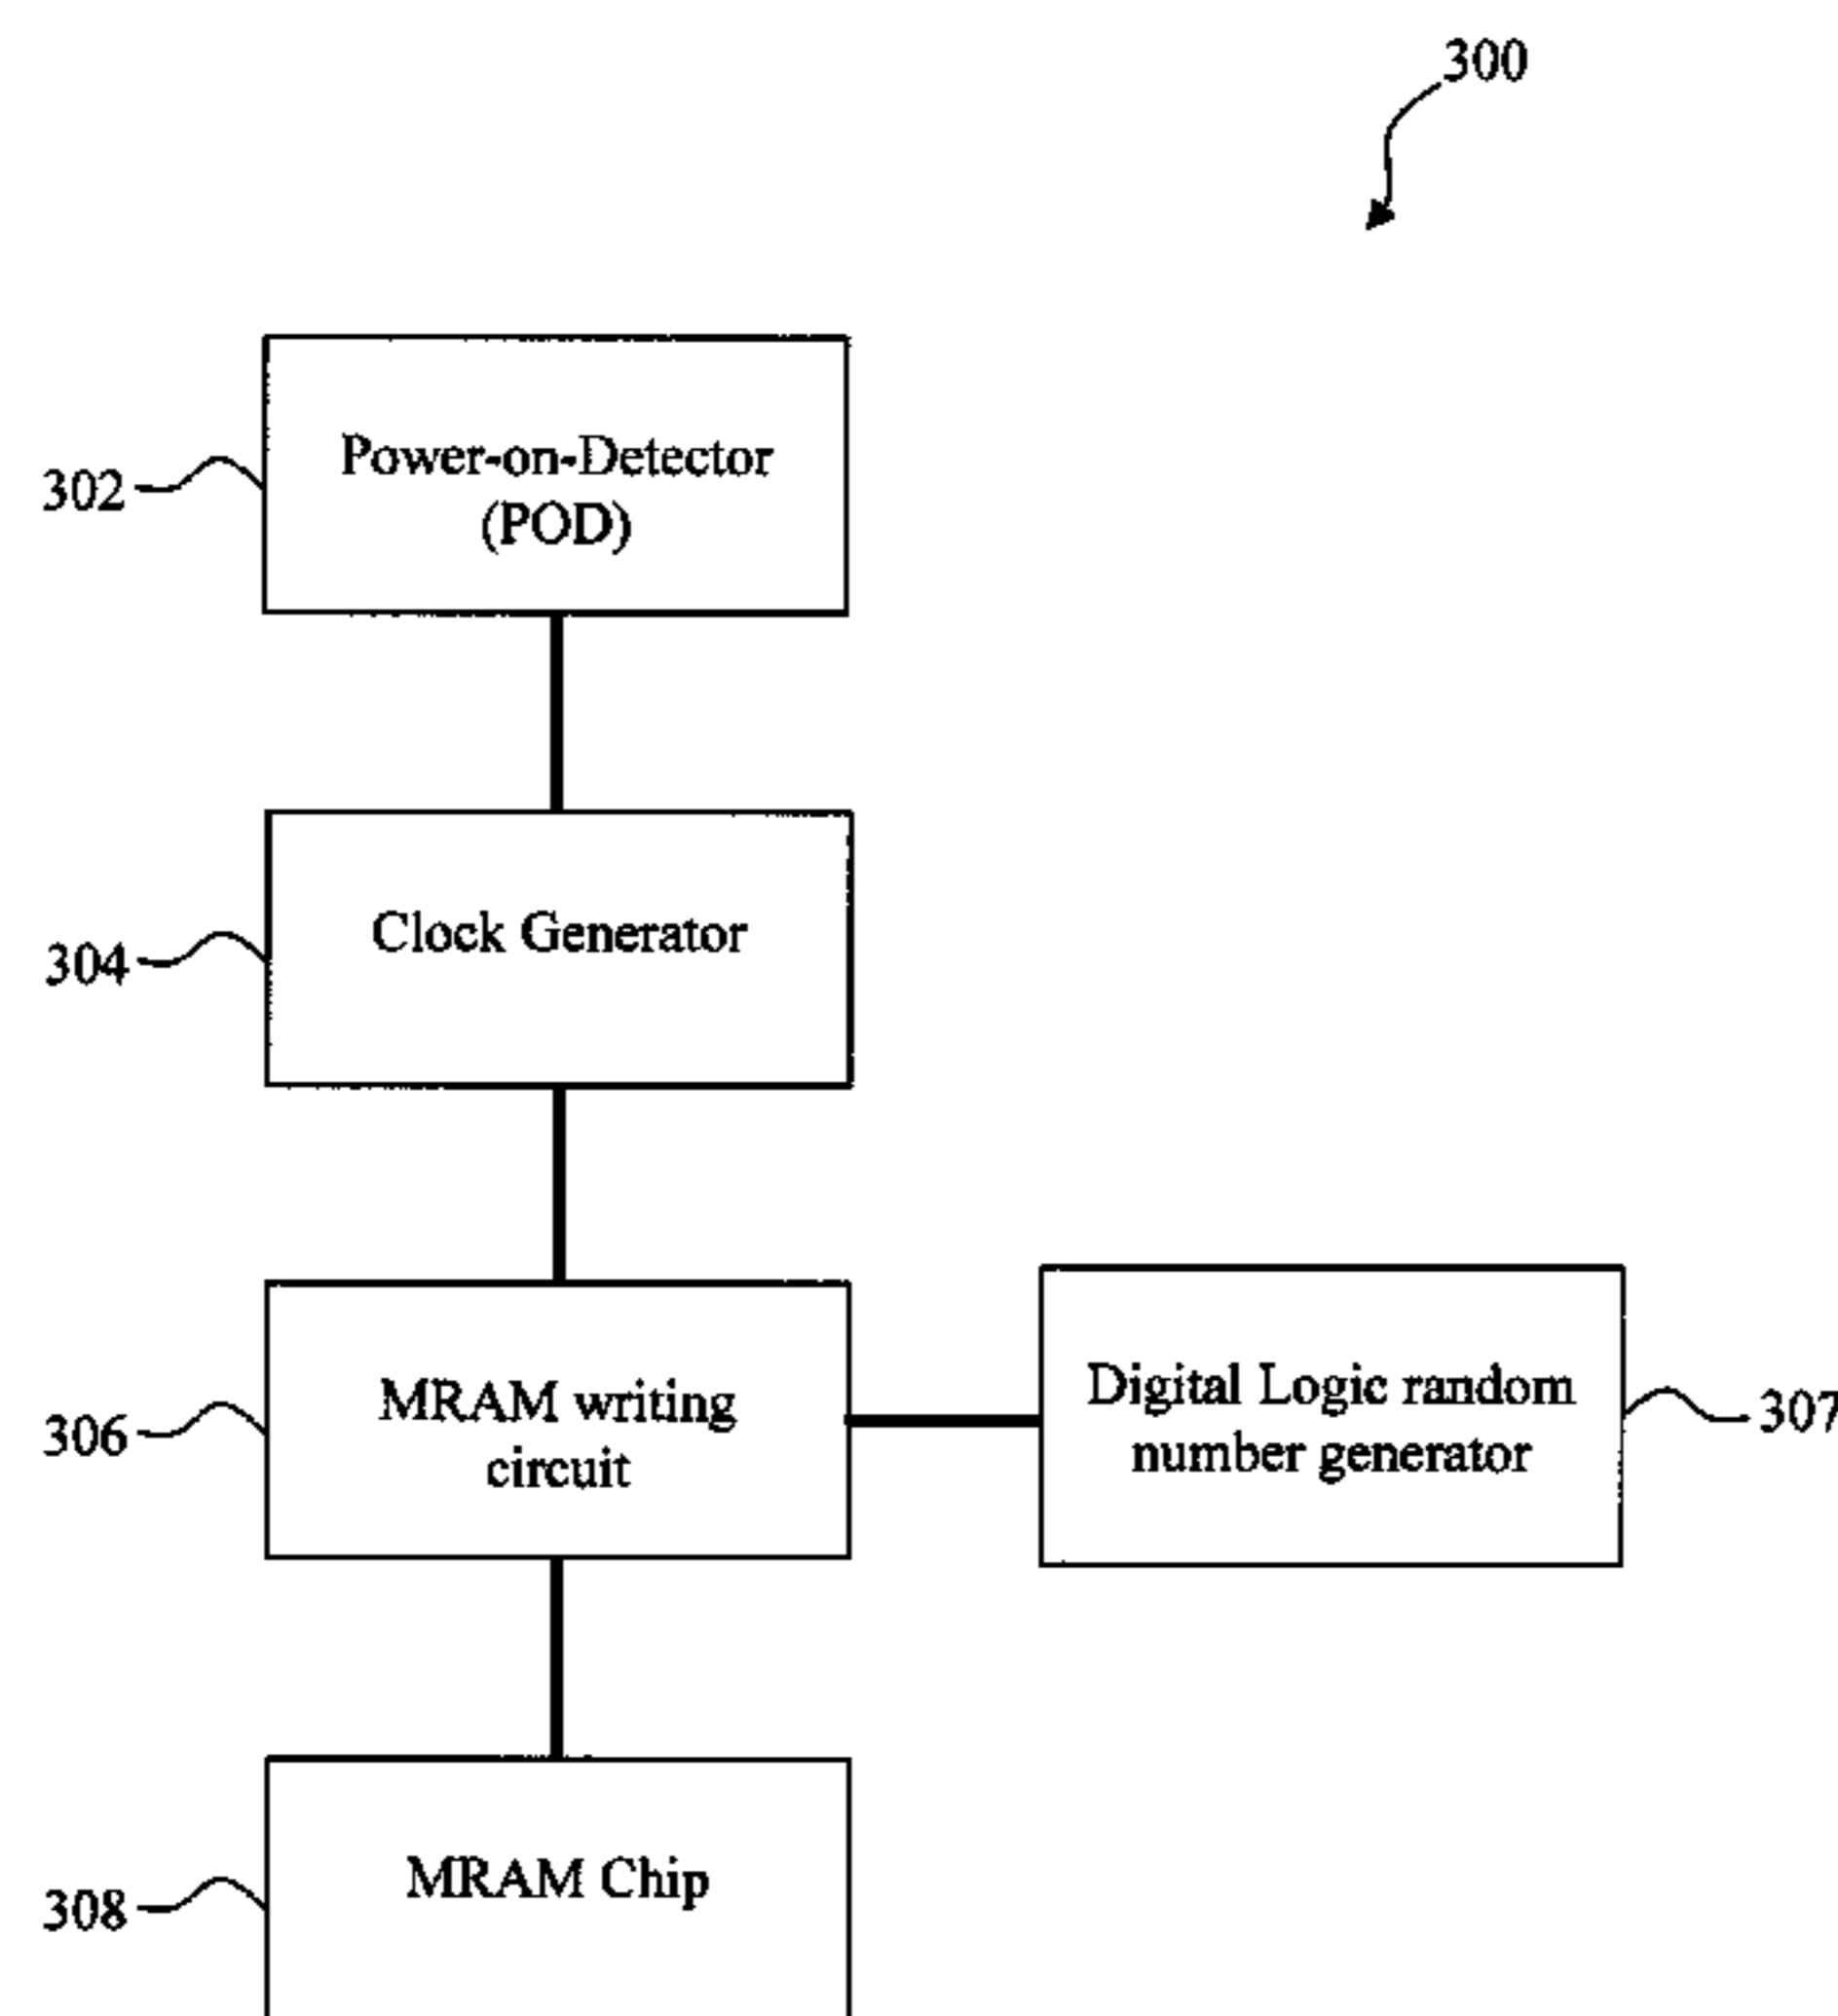 300
Power-on-Detector
(POD)
302
Clock Generator
304
MRAM writing
circuit
306
Digital Logic random
number generator
307
MRAM Chip
308